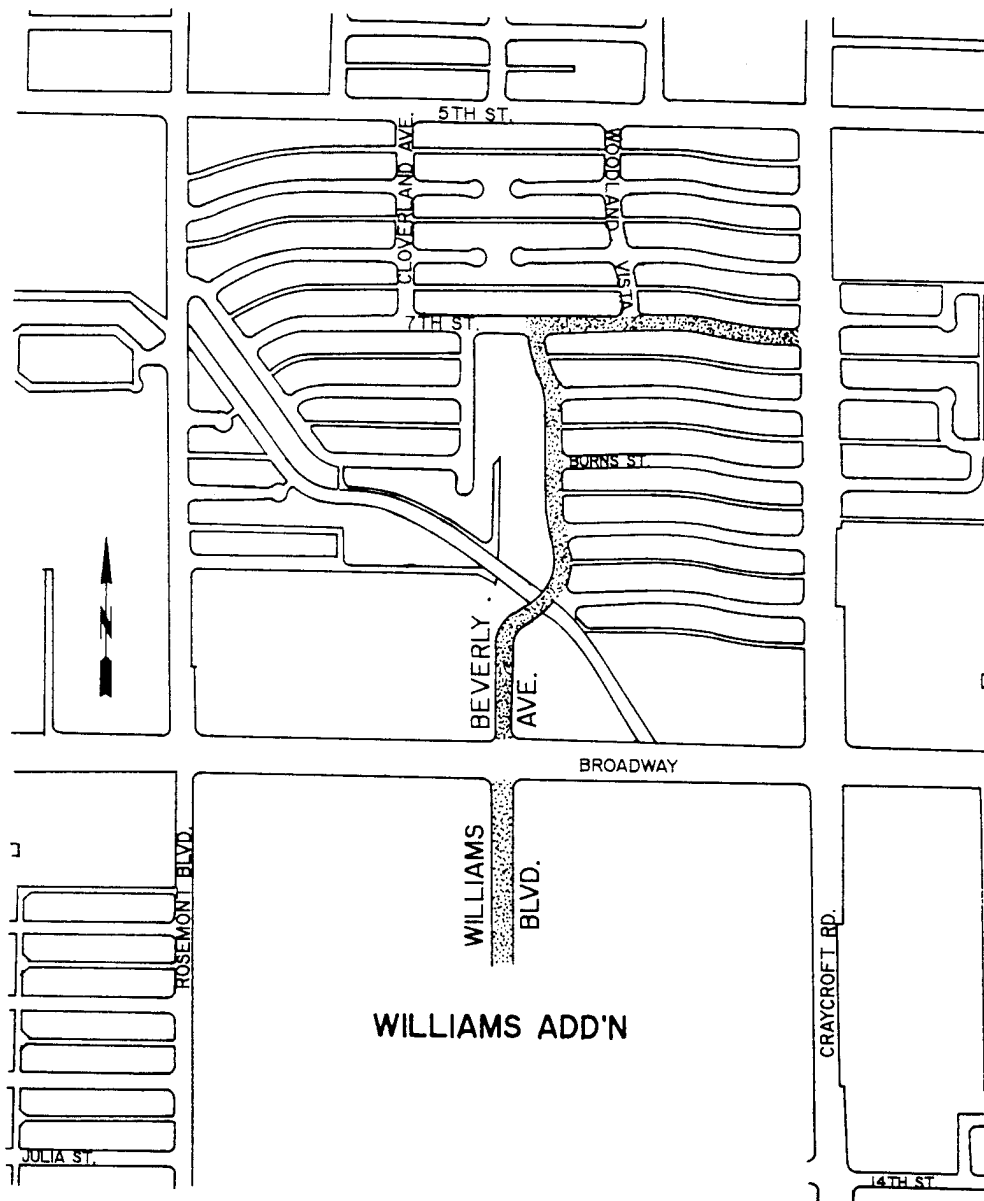 5TH ST.
CLOVERLAND AVE.
WOODLAND VISTA
7TH ST.
BURNS ST.
N
BEVERLY
AVE.
BROADWAY
WILLIAMS
BLVD.
ROSEMONT BLVD.
CRAYCROFT RD.
WILLIAMS ADD'N
JULIA ST.
14TH ST.